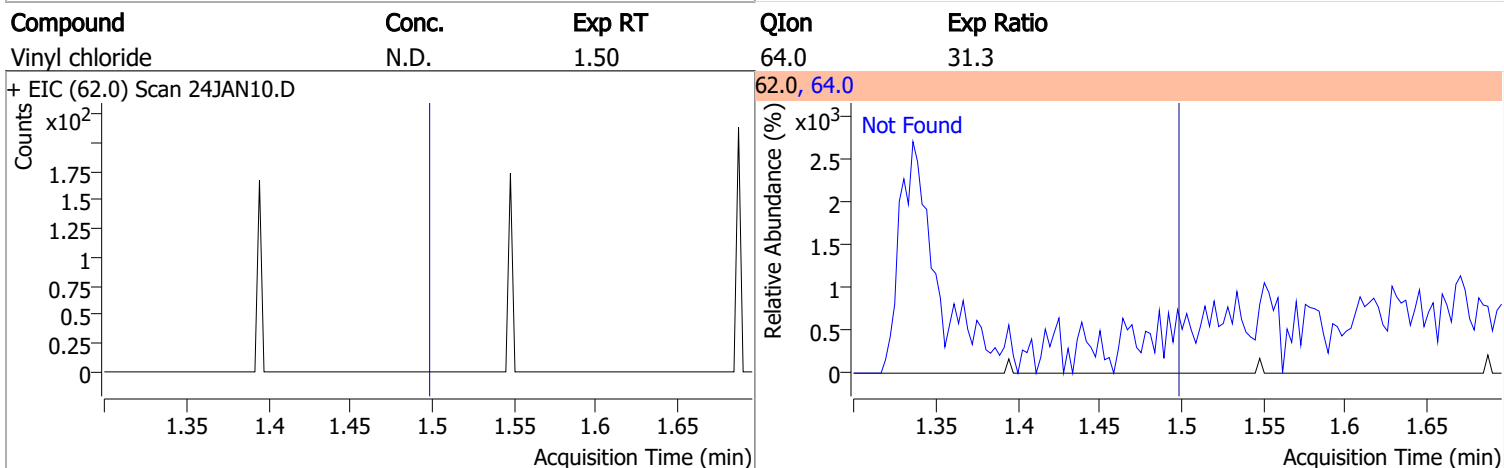 Compound Conc. Exp RT QIon Exp Ratio
Vinyl chloride N.D. 1.50 64.0 31.3
+ EIC (62.0) Scan 24JAN10.D
Counts
x10²
1.75
1.5
1.25
1
0.75
0.5
0.25
0
1.35 1.4 1.45 1.5 1.55 1.6 1.65
Acquisition Time (min)
62.0, 64.0
Relative Abundance (%)
x10³
Not Found
2.5
2
1.5
1
0.5
0
1.35 1.4 1.45 1.5 1.55 1.6 1.65
Acquisition Time (min)